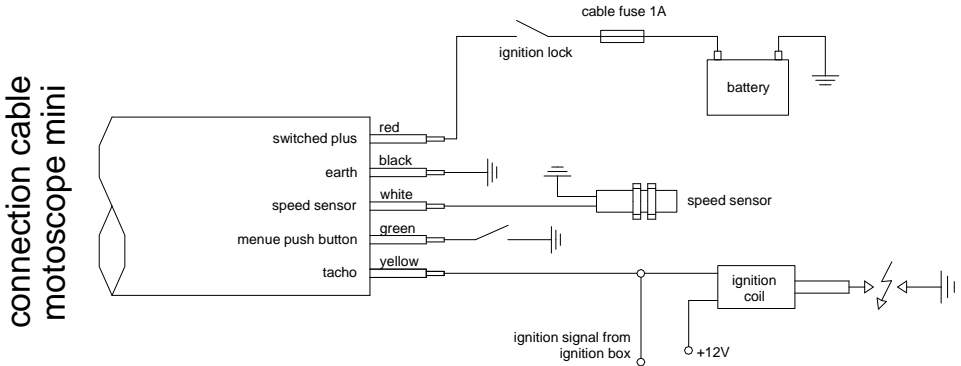 connection cable
motoscope mini
cable fuse 1A
ignition lock
battery
switched plus
red
earth
black
speed sensor
white
speed sensor
menue push button
green
tacho
yellow
ignition
coil
ignition signal from
ignition box
+12V